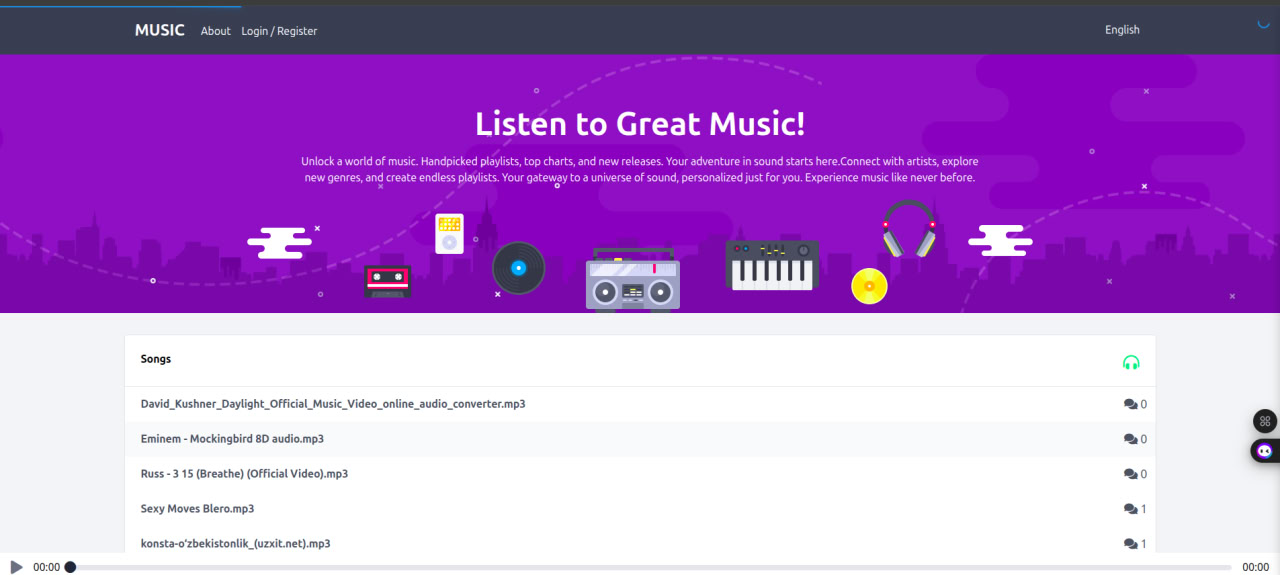 MUSIC About Login / Register English
Listen to Great Music!
Unlock a world of music. Handpicked playlists, top charts, and new releases. Your adventure in sound starts here.Connect with artists, explore
new genres, and create endless playlists. Your gateway to a universe of sound, personalized just for you. Experience music like never before.
Songs
David_Kushner_Daylight_Official_Music_Video_online_audio_converter.mp3 0
Eminem - Mockingbird 8D audio.mp3 0
Russ - 3 15 (Breathe) (Official Video).mp3 0
Sexy Moves Blero.mp3 1
konsta-o‘zbekistonlik_(uzxit.net).mp3 1
00:00 00:00